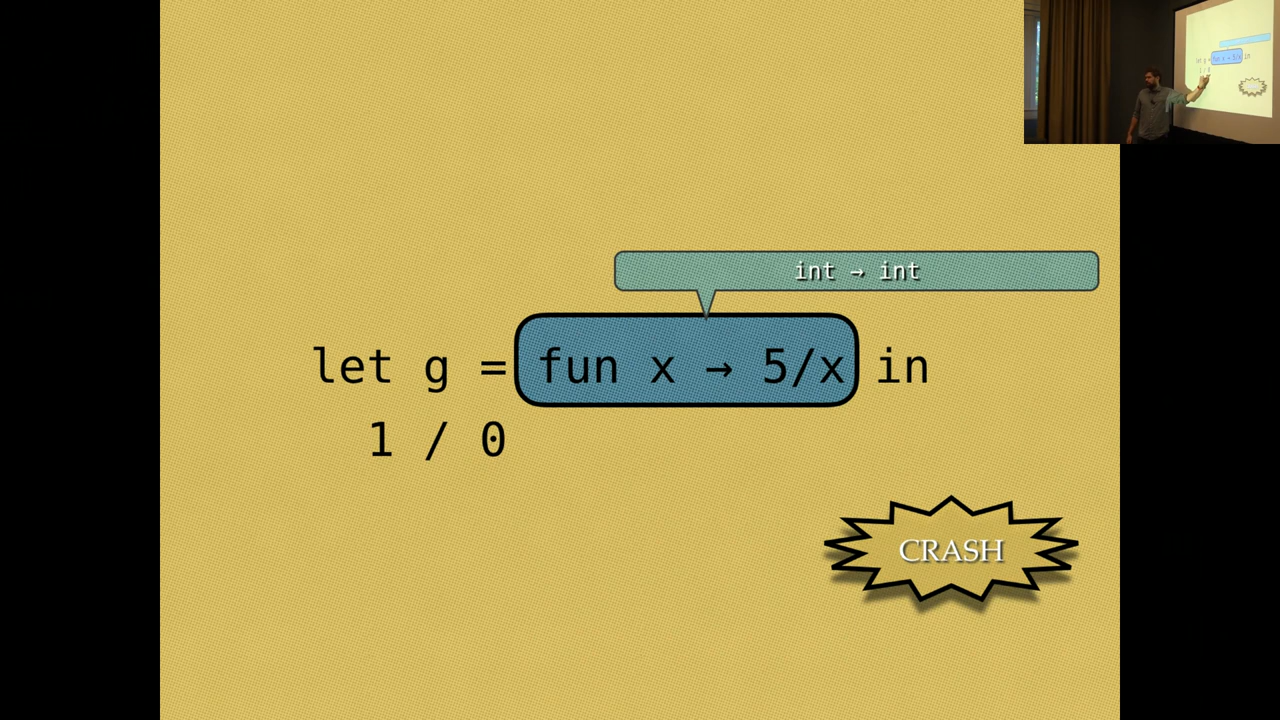 int → int
let g = fun x → 5/x in
1 / 0
CRASH